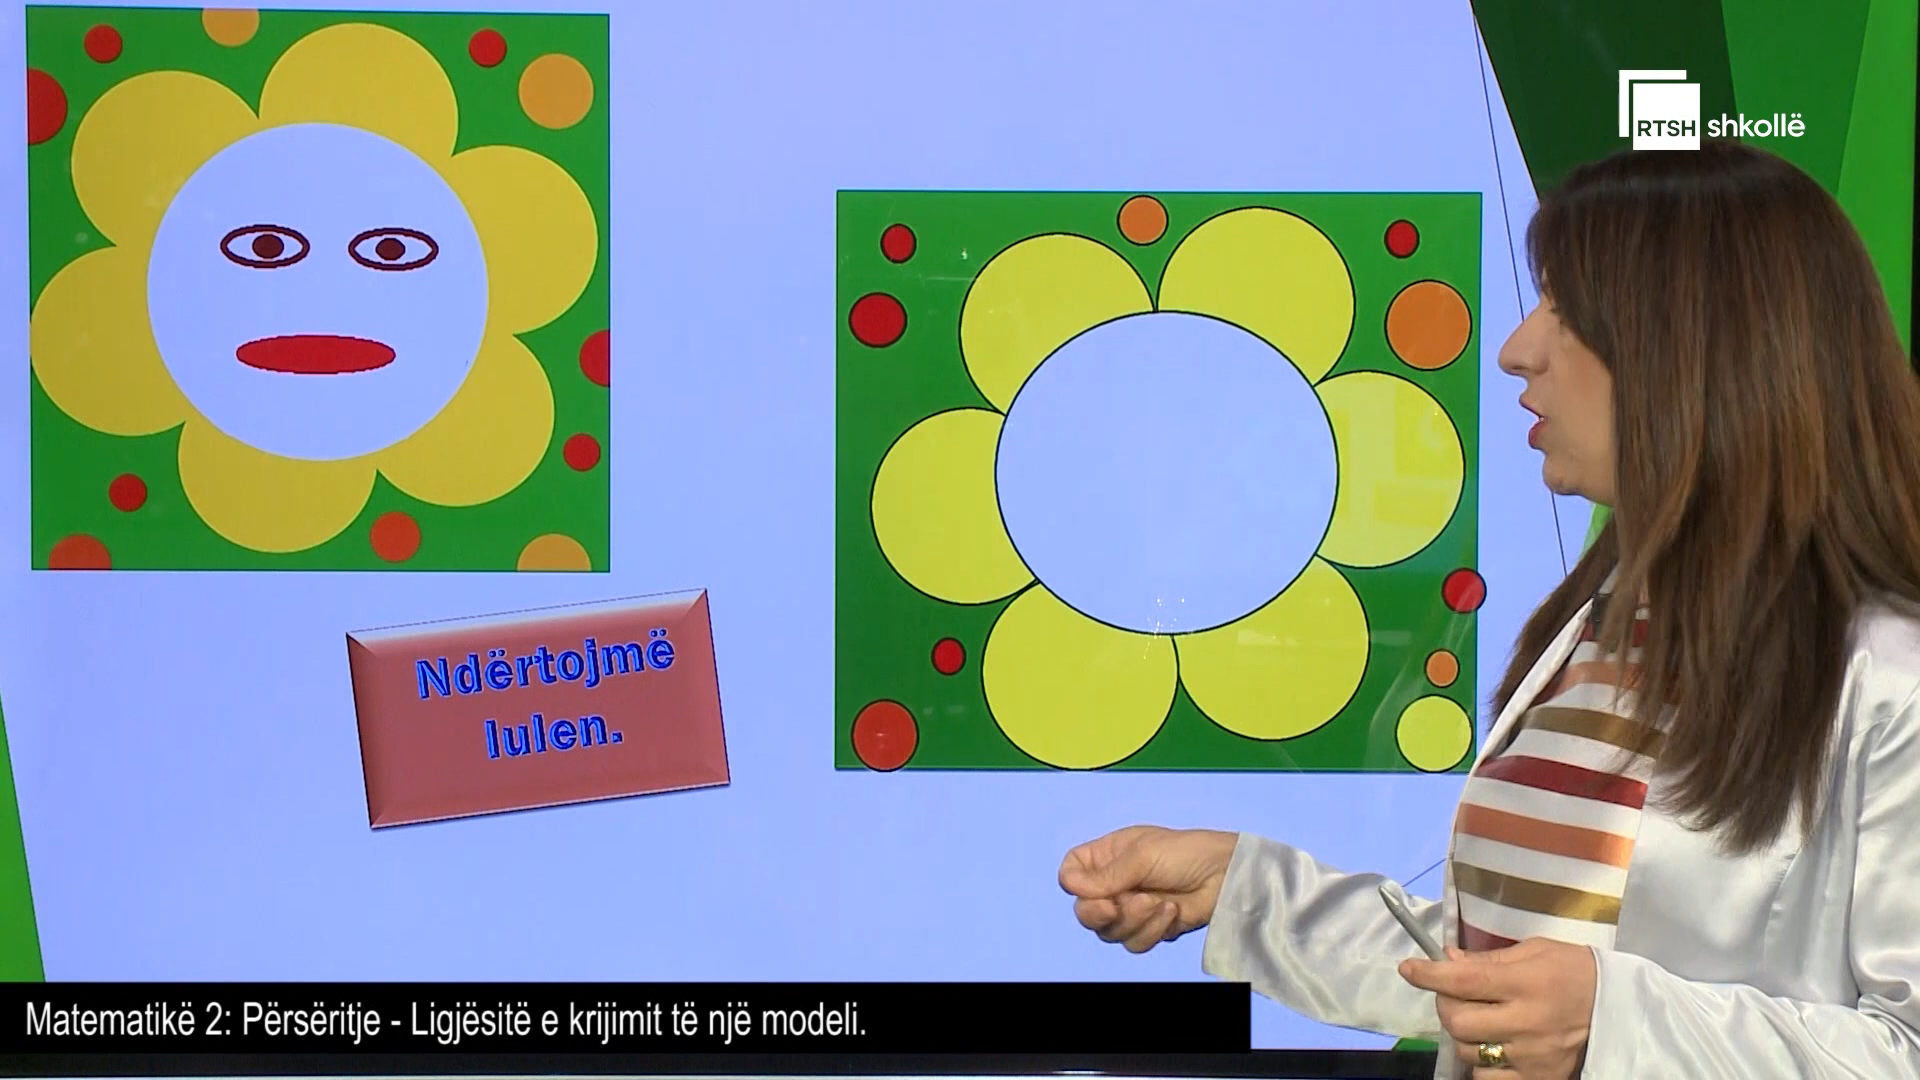 RTSH shkollë
Ndërtojmë
lulen.
Matematikë 2: Përsëritje - Ligjësitë e krijimit të një modeli.